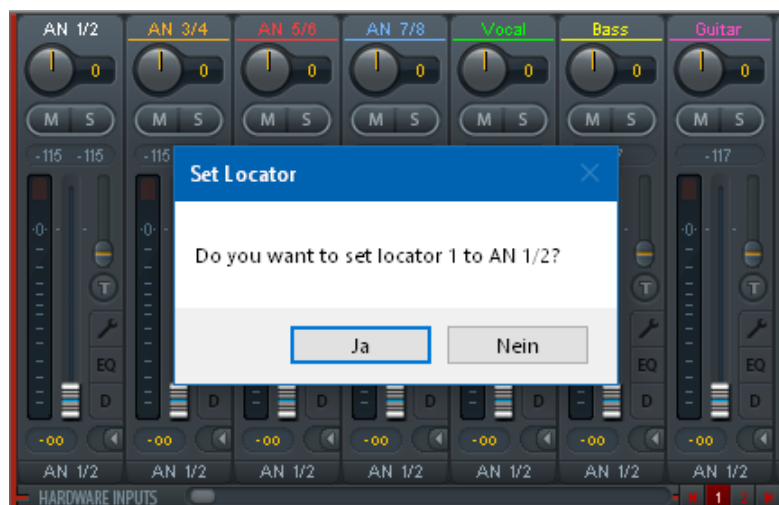 AN 1/2 AN 3/4 AN 5/6 AN 7/8 Vocal Bass Guitar
0 0 0 0 0 0 0
M S M S M S M S M S M S M S
-115 -115 -115 -117
Set Locator
-0- -0- -0-
Do you want to set locator 1 to AN 1/2?
T T T
Ja Nein
EQ EQ EQ
D D D D D D D
-oo -oo -oo -oo -oo -oo -oo
AN 1/2 AN 1/2 AN 1/2 AN 1/2 AN 1/2 AN 1/2 AN 1/2
HARDWARE INPUTS 1 2